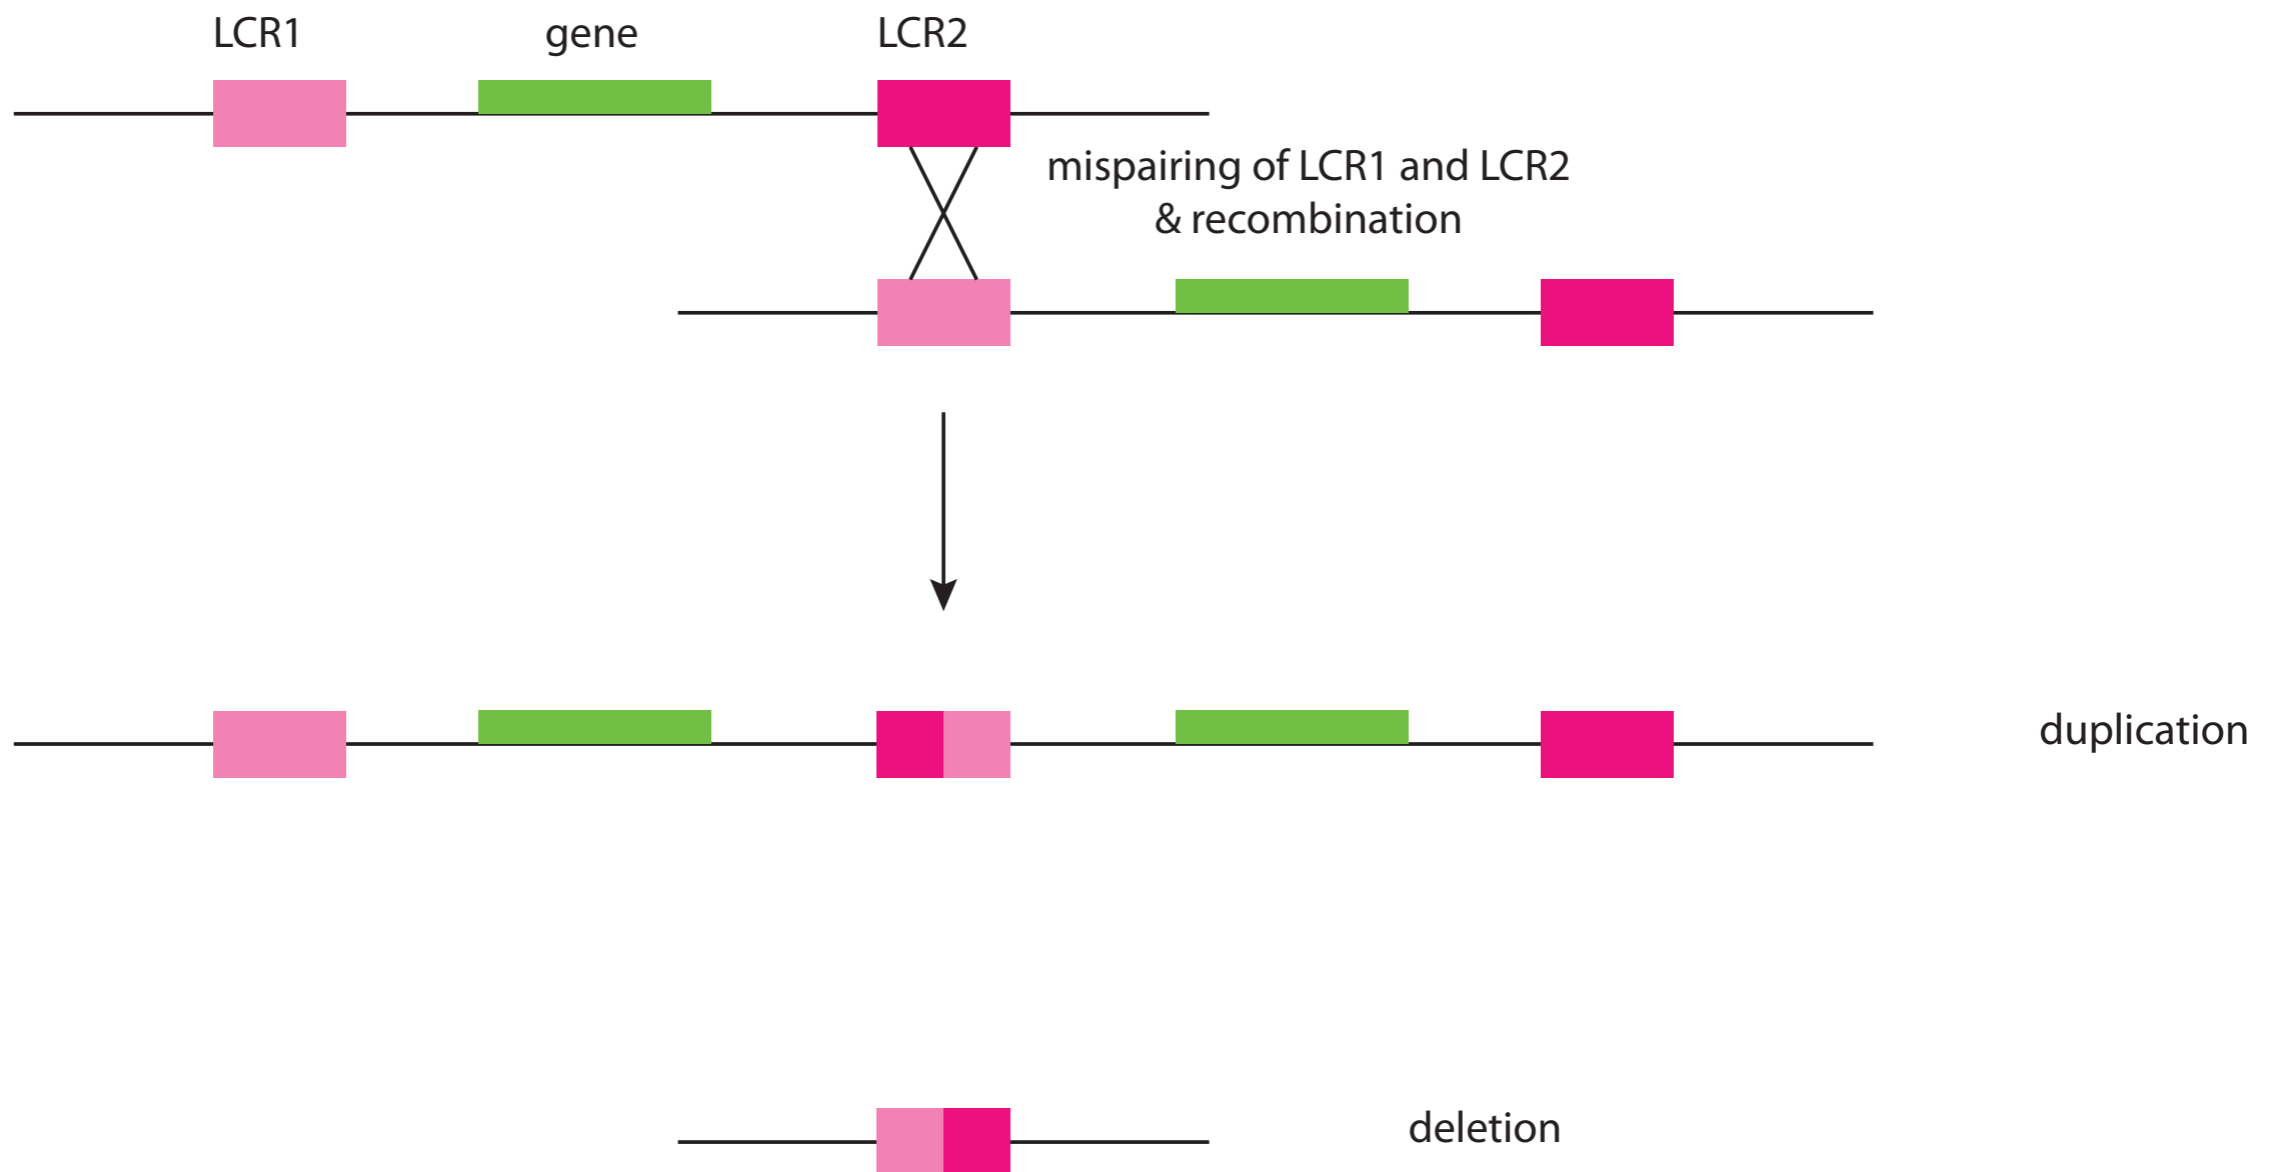 LCR1 gene LCR2
mispairing of LCR1 and LCR2
& recombination
duplication
deletion